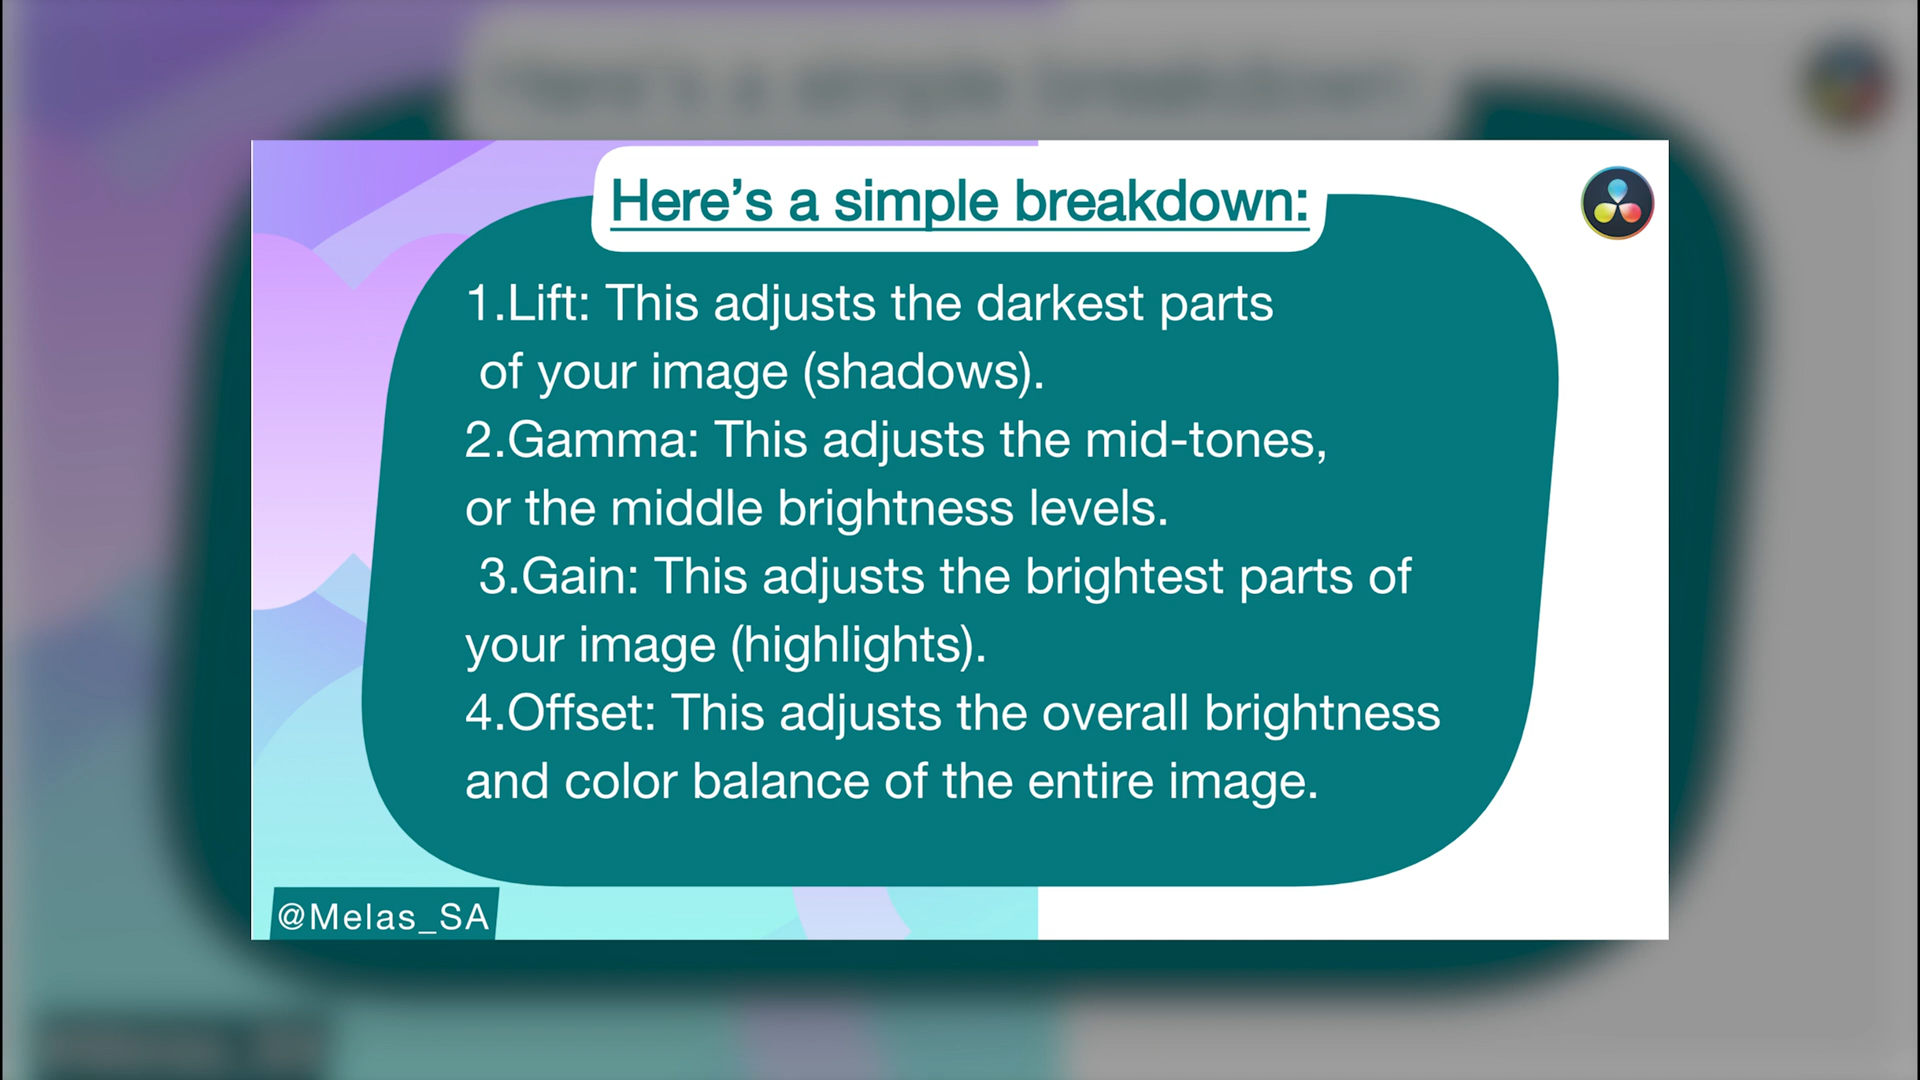 Here's a simple breakdown:
1.Lift: This adjusts the darkest parts
of your image (shadows).
2.Gamma: This adjusts the mid-tones,
or the middle brightness levels.
3.Gain: This adjusts the brightest parts of
your image (highlights).
4.Offset: This adjusts the overall brightness
and color balance of the entire image.
@Melas_SA